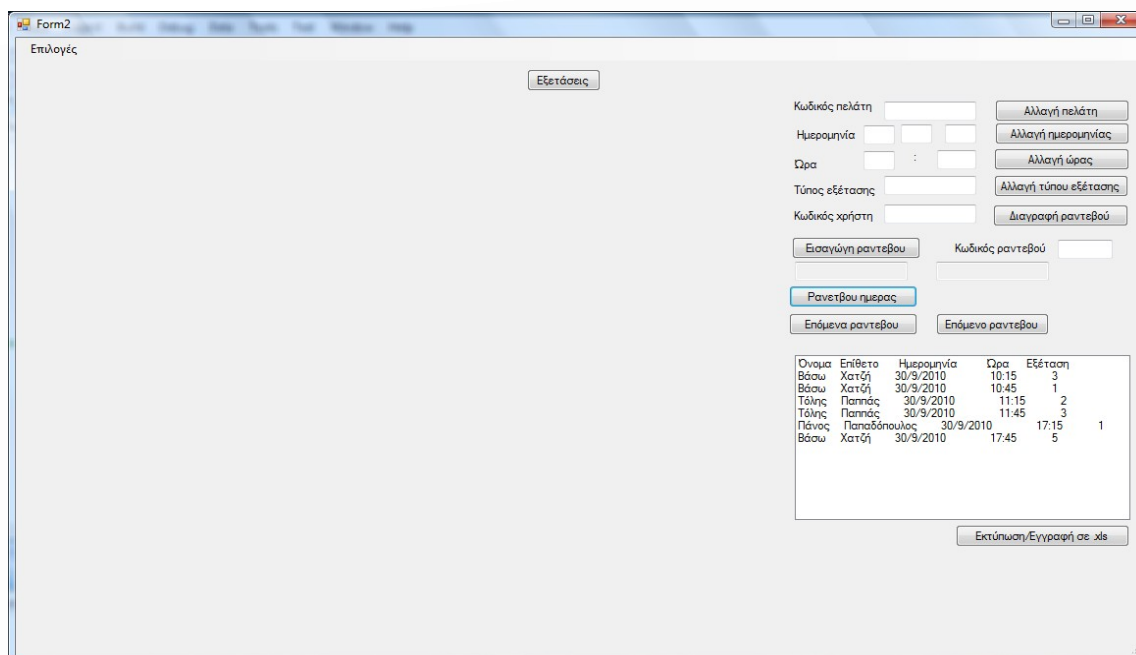 Form2
Επιλογές
Εξετάσεις
Κωδικός πελάτη
Αλλαγή πελάτη
Ημερομηνία
Αλλαγή ημερομηνίας
Ώρα :
Αλλαγή ώρας
Τύπος εξέτασης
Αλλαγή τύπου εξέτασης
Κωδικός χρήστη
Διαγραφή ραντεβού
Εισαγώγη ραντεβου
Κωδικός ραντεβού
Ρανετβου ημερας
Επόμενα ραντεβου
Επόμενο ραντεβου
Όνομα Επίθετο Ημερομηνία Ώρα Εξέταση
Βάσω Χατζή 30/9/2010 10:15 3
Βάσω Χατζή 30/9/2010 10:45 1
Τόλης Παππάς 30/9/2010 11:15 2
Τόλης Παππάς 30/9/2010 11:45 3
Πάνος Παπαδόπουλος 30/9/2010 17:15 1
Βάσω Χατζή 30/9/2010 17:45 5
Εκτύπωση/Εγγραφή σε .xls